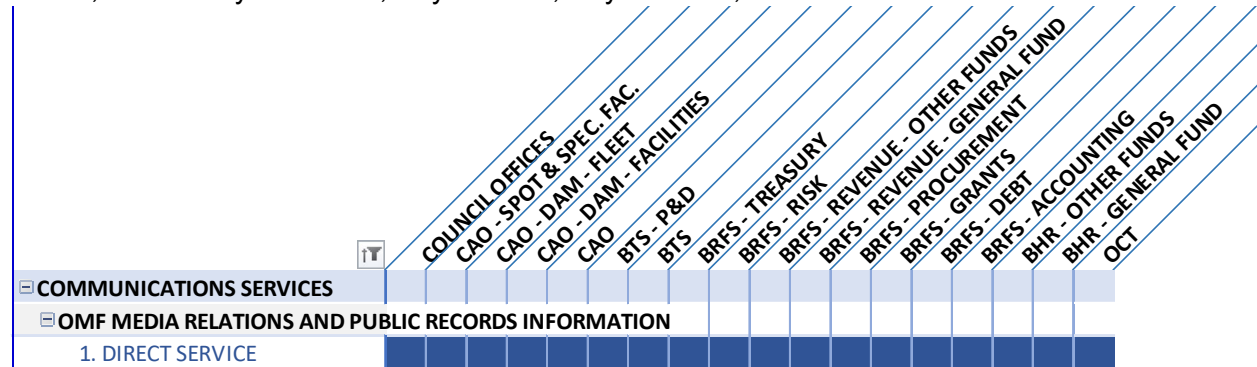 COUNCIL OFFICES
CAO - SPOT & SPEC. FAC.
CAO - DAM - FLEET
CAO - DAM - FACILITIES
CAO
BTS - P&D
BTS
BRFS - TREASURY
BRFS - RISK
BRFS - REVENUE - OTHER FUNDS
BRFS - REVENUE - GENERAL FUND
BRFS - PROCUREMENT
BRFS - GRANTS
BRFS - DEBT
BRFS - ACCOUNTING
BHR - OTHER FUNDS
BHR - GENERAL FUND
OCT
COMMUNICATIONS SERVICES
OMF MEDIA RELATIONS AND PUBLIC RECORDS INFORMATION
1. DIRECT SERVICE